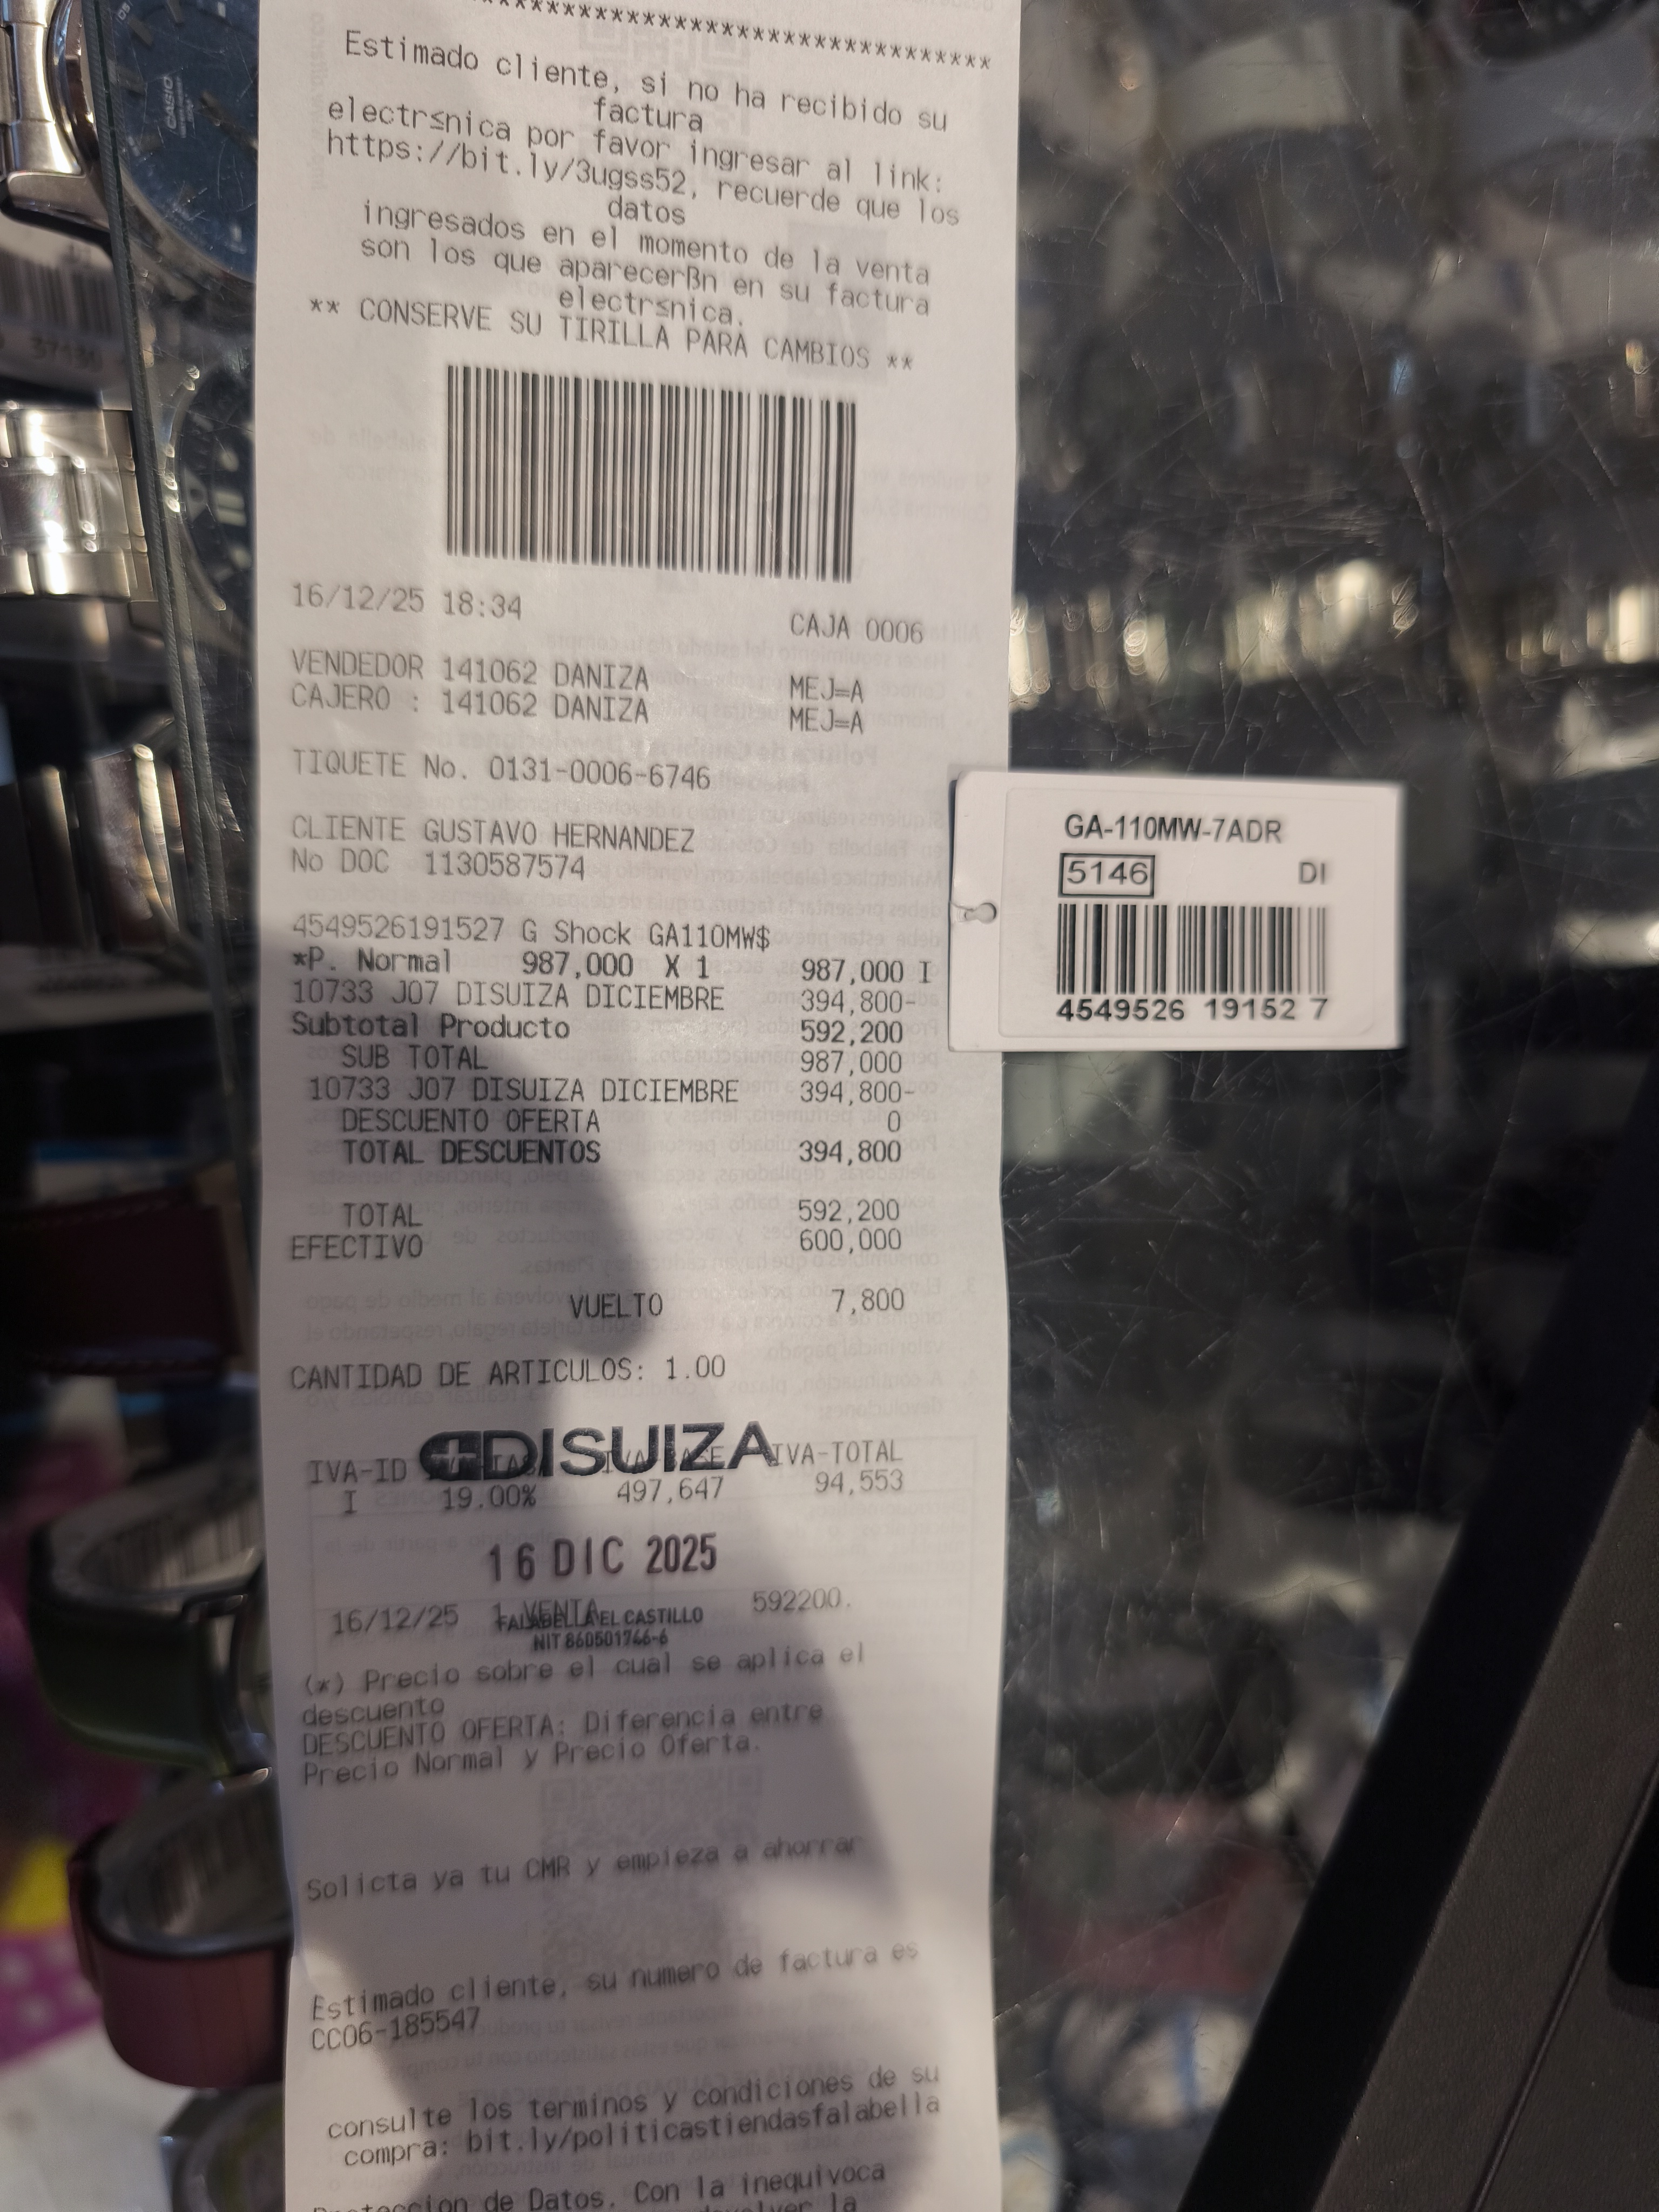 ****************************************
Estimado cliente, si no ha recibido su
factura
electr≤nica por favor ingresar al link:
https://bit.ly/3ugss52, recuerde que los
datos
ingresados en el momento de la venta
son los que aparecerßn en su factura
electr≤nica.
** CONSERVE SU TIRILLA PARA CAMBIOS **
16/12/25 18:34 CAJA 0006
VENDEDOR 141062 DANIZA MEJ=A
CAJERO : 141062 DANIZA MEJ=A
TIQUETE No. 0131-0006-6746
CLIENTE GUSTAVO HERNANDEZ
No DOC 1130587574
4549526191527 G Shock GA110MW$
*P. Normal 987,000 X 1 987,000 I
10733 J07 DISUIZA DICIEMBRE 394,800-
Subtotal Producto 592,200
SUB TOTAL 987,000
10733 J07 DISUIZA DICIEMBRE 394,800-
DESCUENTO OFERTA 0
TOTAL DESCUENTOS 394,800
TOTAL 592,200
EFECTIVO 600,000
VUELTO 7,800
CANTIDAD DE ARTICULOS: 1.00
DISUIZA
IVA-ID IVA-TOTAL
I 19.00% 497,647 94,553
16 DIC 2025
16/12/25 1 VENTA 592200.
FALABELLA EL CASTILLO
NIT 860501766-6
(*) Precio sobre el cual se aplica el
descuento
DESCUENTO OFERTA: Diferencia entre
Precio Normal y Precio Oferta.
Solicta ya tu CMR y empieza a ahorrar
Estimado cliente, su numero de factura es
CC06-185547
consulte los terminos y condiciones de su
compra: bit.ly/politicastiendasfalabella
de Datos. Con la inequivoca
la
GA-110MW-7ADR
5146 DI
4549526 19152 7
CASIO